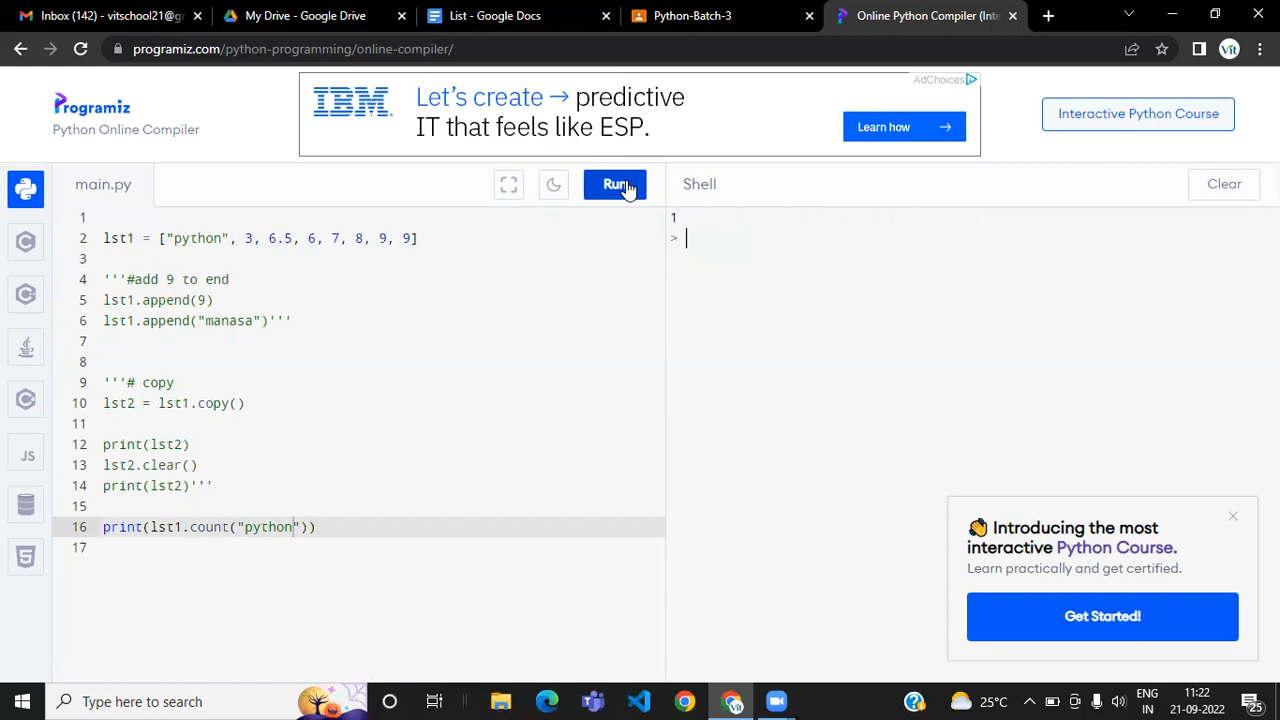 Inbox (142) - vitschool21@g
My Drive - Google Drive
List - Google Docs
Python-Batch-3
Online Python Compiler (Inte
programiz.com/python-programming/online-compiler/
Vit
Programiz
Python Online Compiler
IBM
Let's create → predictive
IT that feels like ESP.
AdChoices
Learn how →
Interactive Python Course
main.py
Run
Shell
Clear
1
2 lst1 = ["python", 3, 6.5, 6, 7, 8, 9, 9]
3
4 '''#add 9 to end
5 lst1.append(9)
6 lst1.append("manasa")'''
7
8
9 '''# copy
10 lst2 = lst1.copy()
11
12 print(lst2)
13 lst2.clear()
14 print(lst2)'''
15
16 print(lst1.count("python"))
17
1
>
JS
👋 Introducing the most
interactive Python Course.
Learn practically and get certified.
Get Started!
Type here to search
Vit
25°C
ENG
IN
11:22
21-09-2022
25